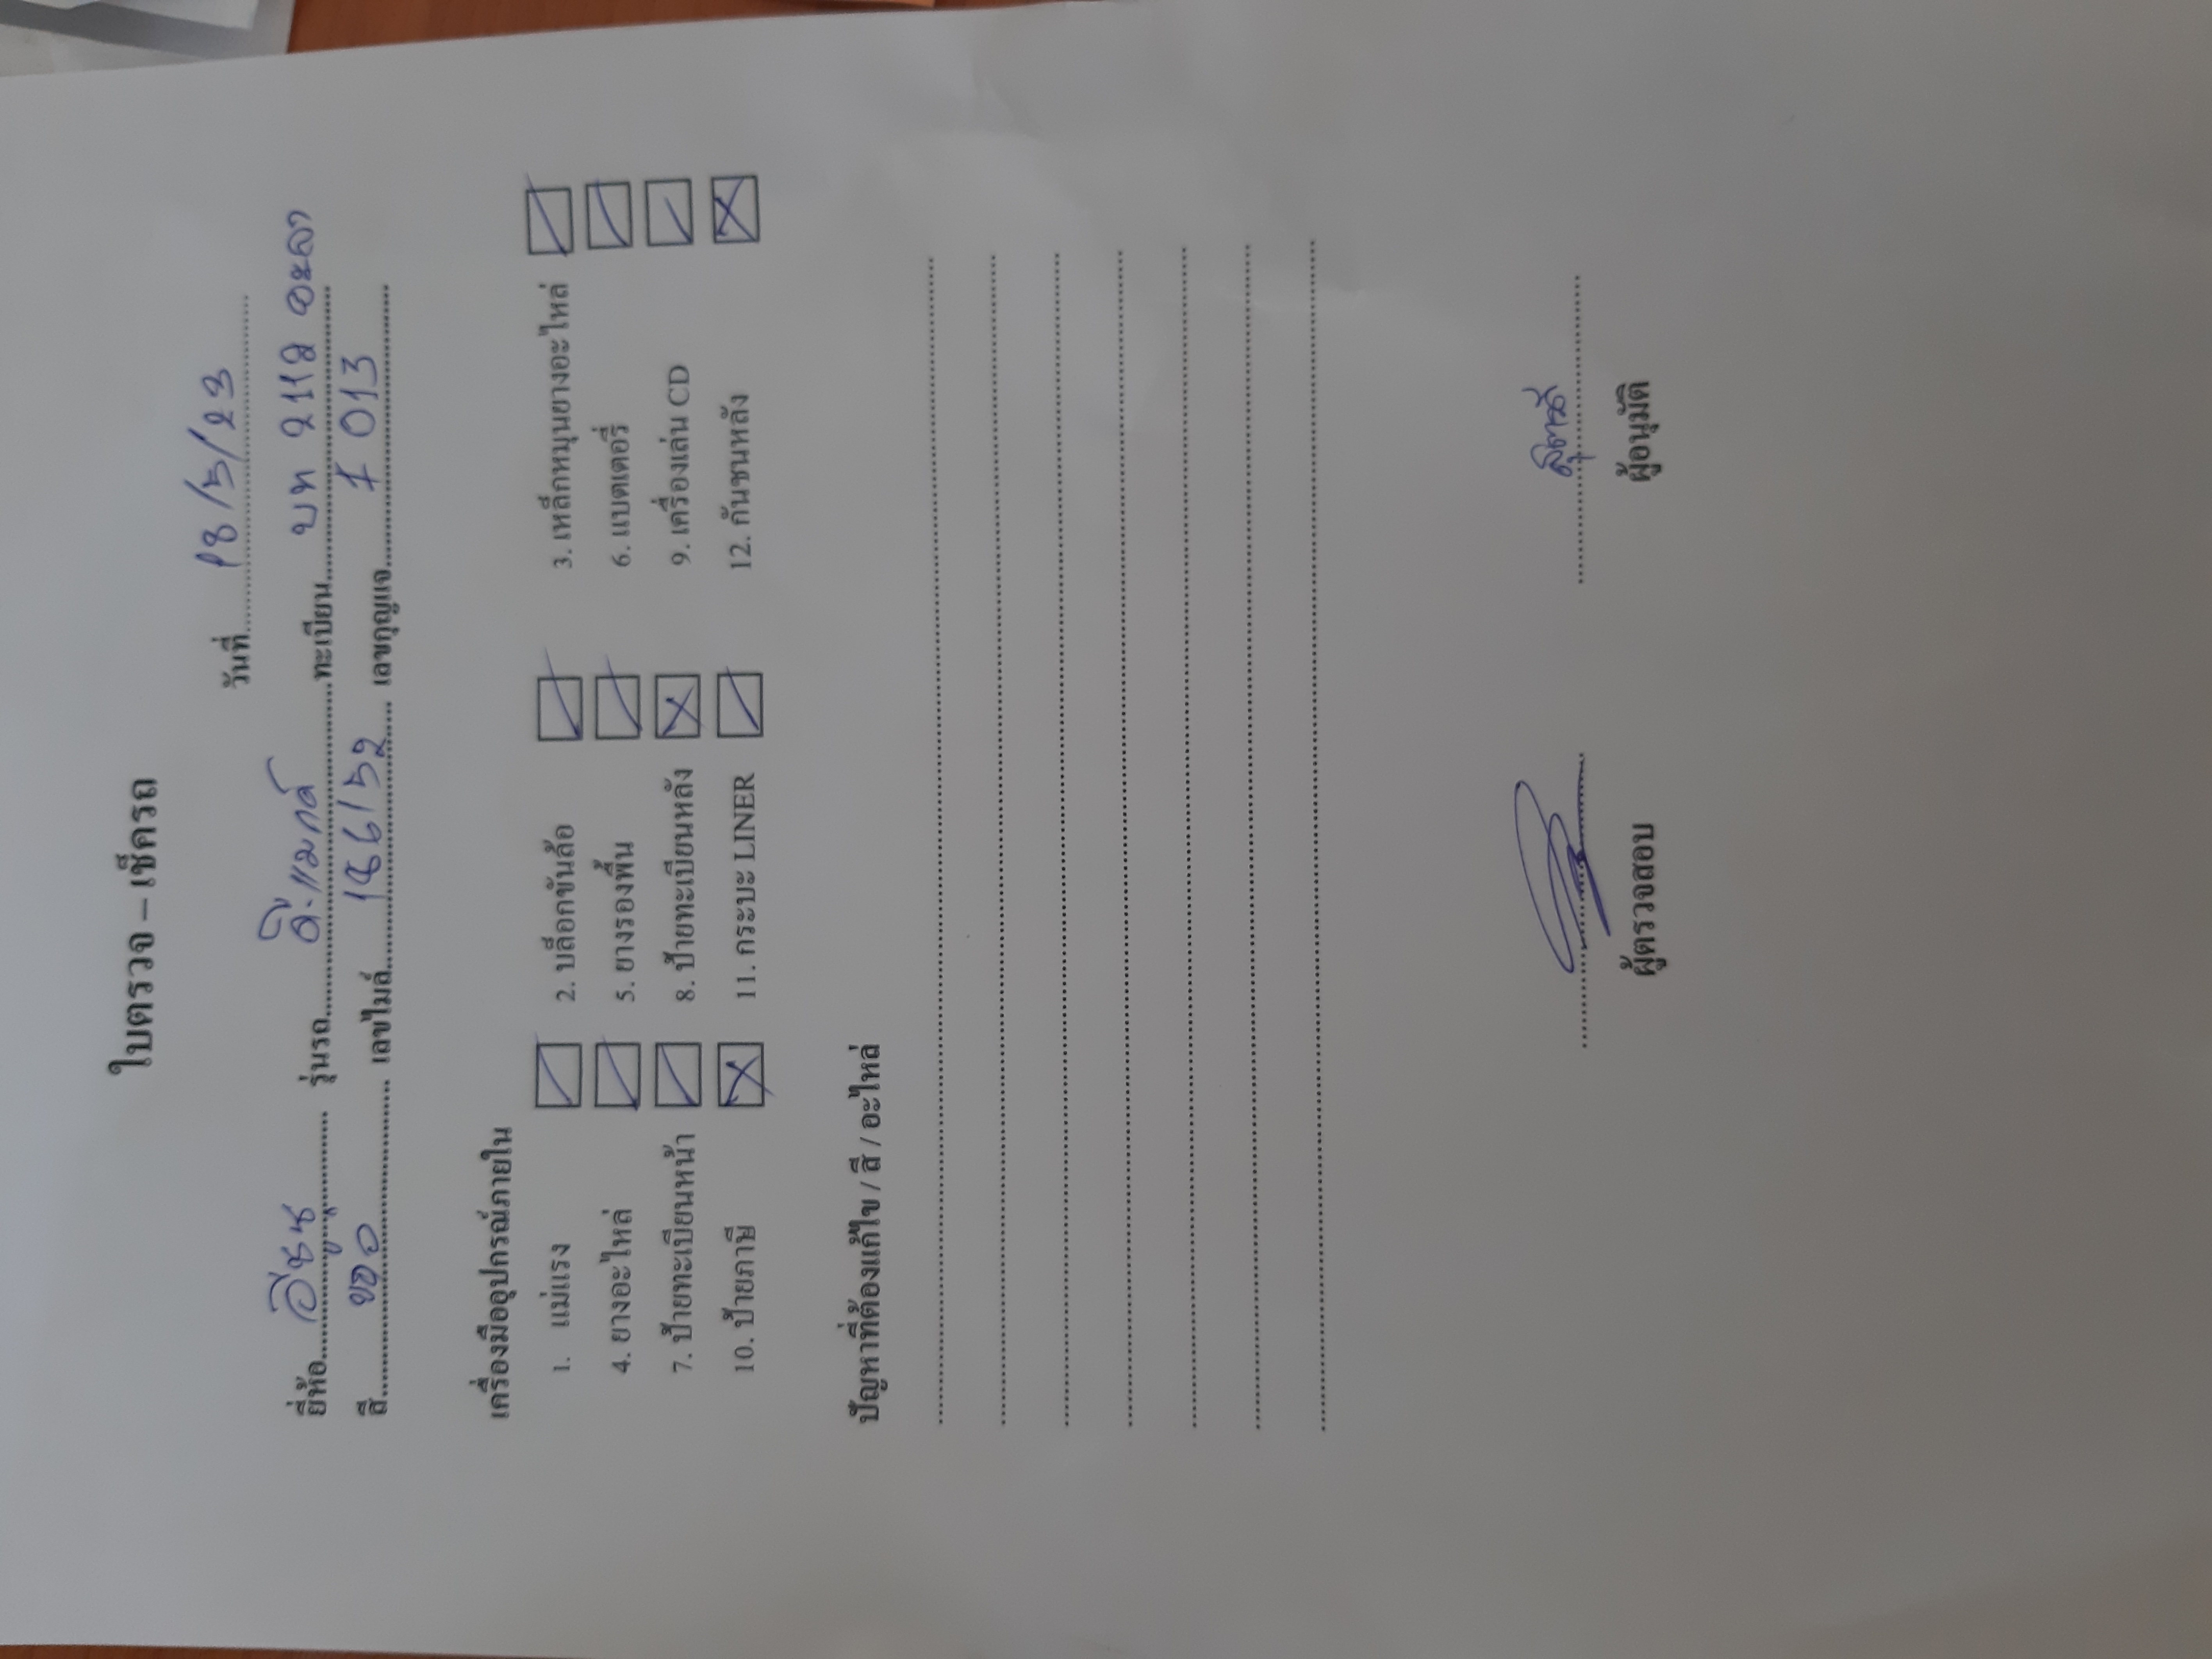 ใบตรวจ – เช็ครถ
วันที่ 18/5/23
ยี่ห้อ อีซูซุ รุ่นรถ ดีแมกส์ ทะเบียน บท 2112
สี ขาว เลขไมล์ เลขกุญแจ 013
เครื่องมืออุปกรณ์ภายใน
1. แม่แรง ☑ 2. บล็อกขันล้อ ☑ 3. เหล็กหมุนยางอะไหล่ ☑
4. ยางอะไหล่ ☑ 5. ยางรองพื้น ☑ 6. แบตเตอรี่ ☑
7. ป้ายทะเบียนหน้า ☑ 8. ป้ายทะเบียนหลัง ☒ 9. เครื่องเล่น CD ☑
10. ป้ายภาษี ☒ 11. กระบะ LINER ☑ 12. กันชนหลัง ☒
ปัญหาที่ต้องแก้ไข / สี / อะไหล่
ผู้ตรวจสอบ ผู้อนุมัติ